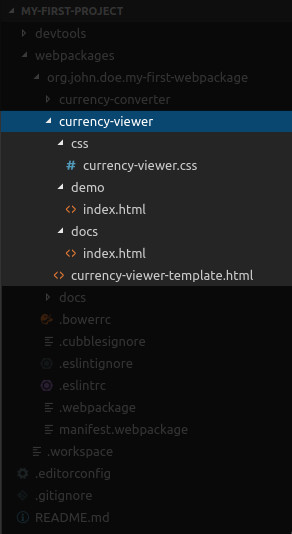 MY-FIRST-PROJECT
devtools
webpackages
org.john.doe.my-first-webpackage
currency-converter
currency-viewer
css
# currency-viewer.css
demo
<> index.html
docs
<> index.html
<> currency-viewer-template.html
docs
.bowerrc
.cubblesignore
.eslintignore
.eslintrc
.webpackage
manifest.webpackage
.workspace
.editorconfig
.gitignore
README.md